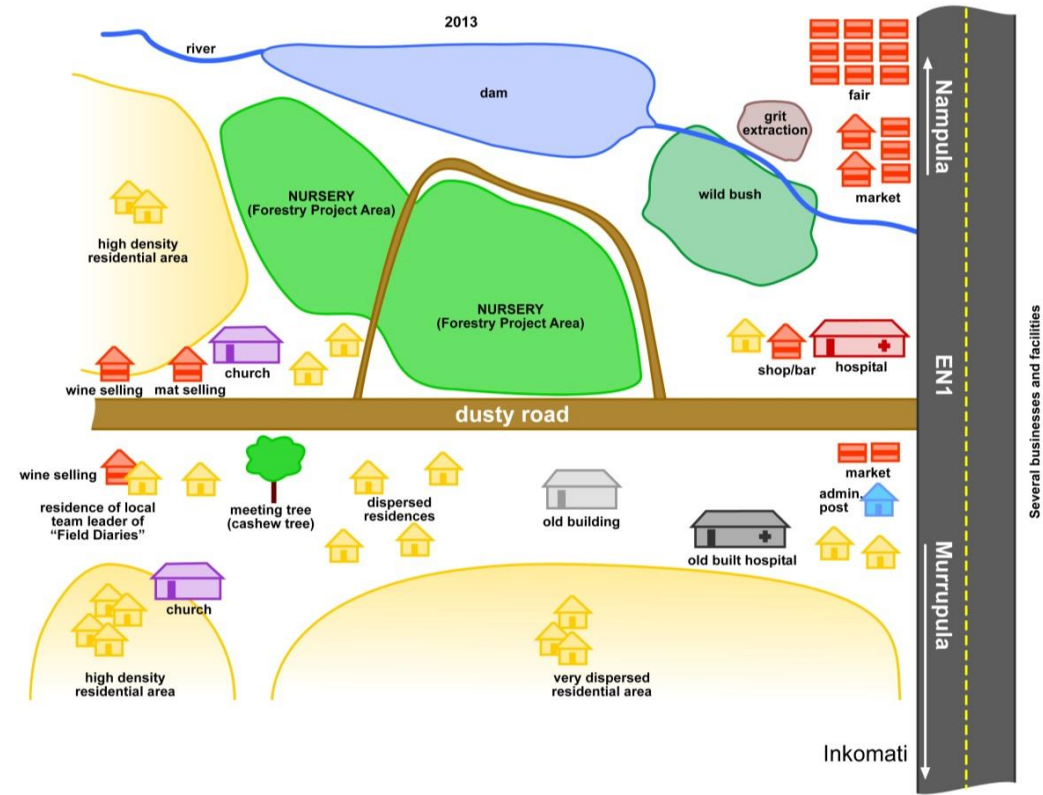 2013
river
dam
fair
grit
extraction
Nampula
market
wild bush
NURSERY
(Forestry Project Area)
high density
residential area
NURSERY
(Forestry Project Area)
church
wine selling
mat selling
shop/bar
hospital
EN1
Several businesses and facilities
dusty road
wine selling
residence of local
team leader of
“Field Diaries”
meeting tree
(cashew tree)
dispersed
residences
old building
market
admin.
post
old built hospital
Murrupula
church
high density
residential area
very dispersed
residential area
Inkomati